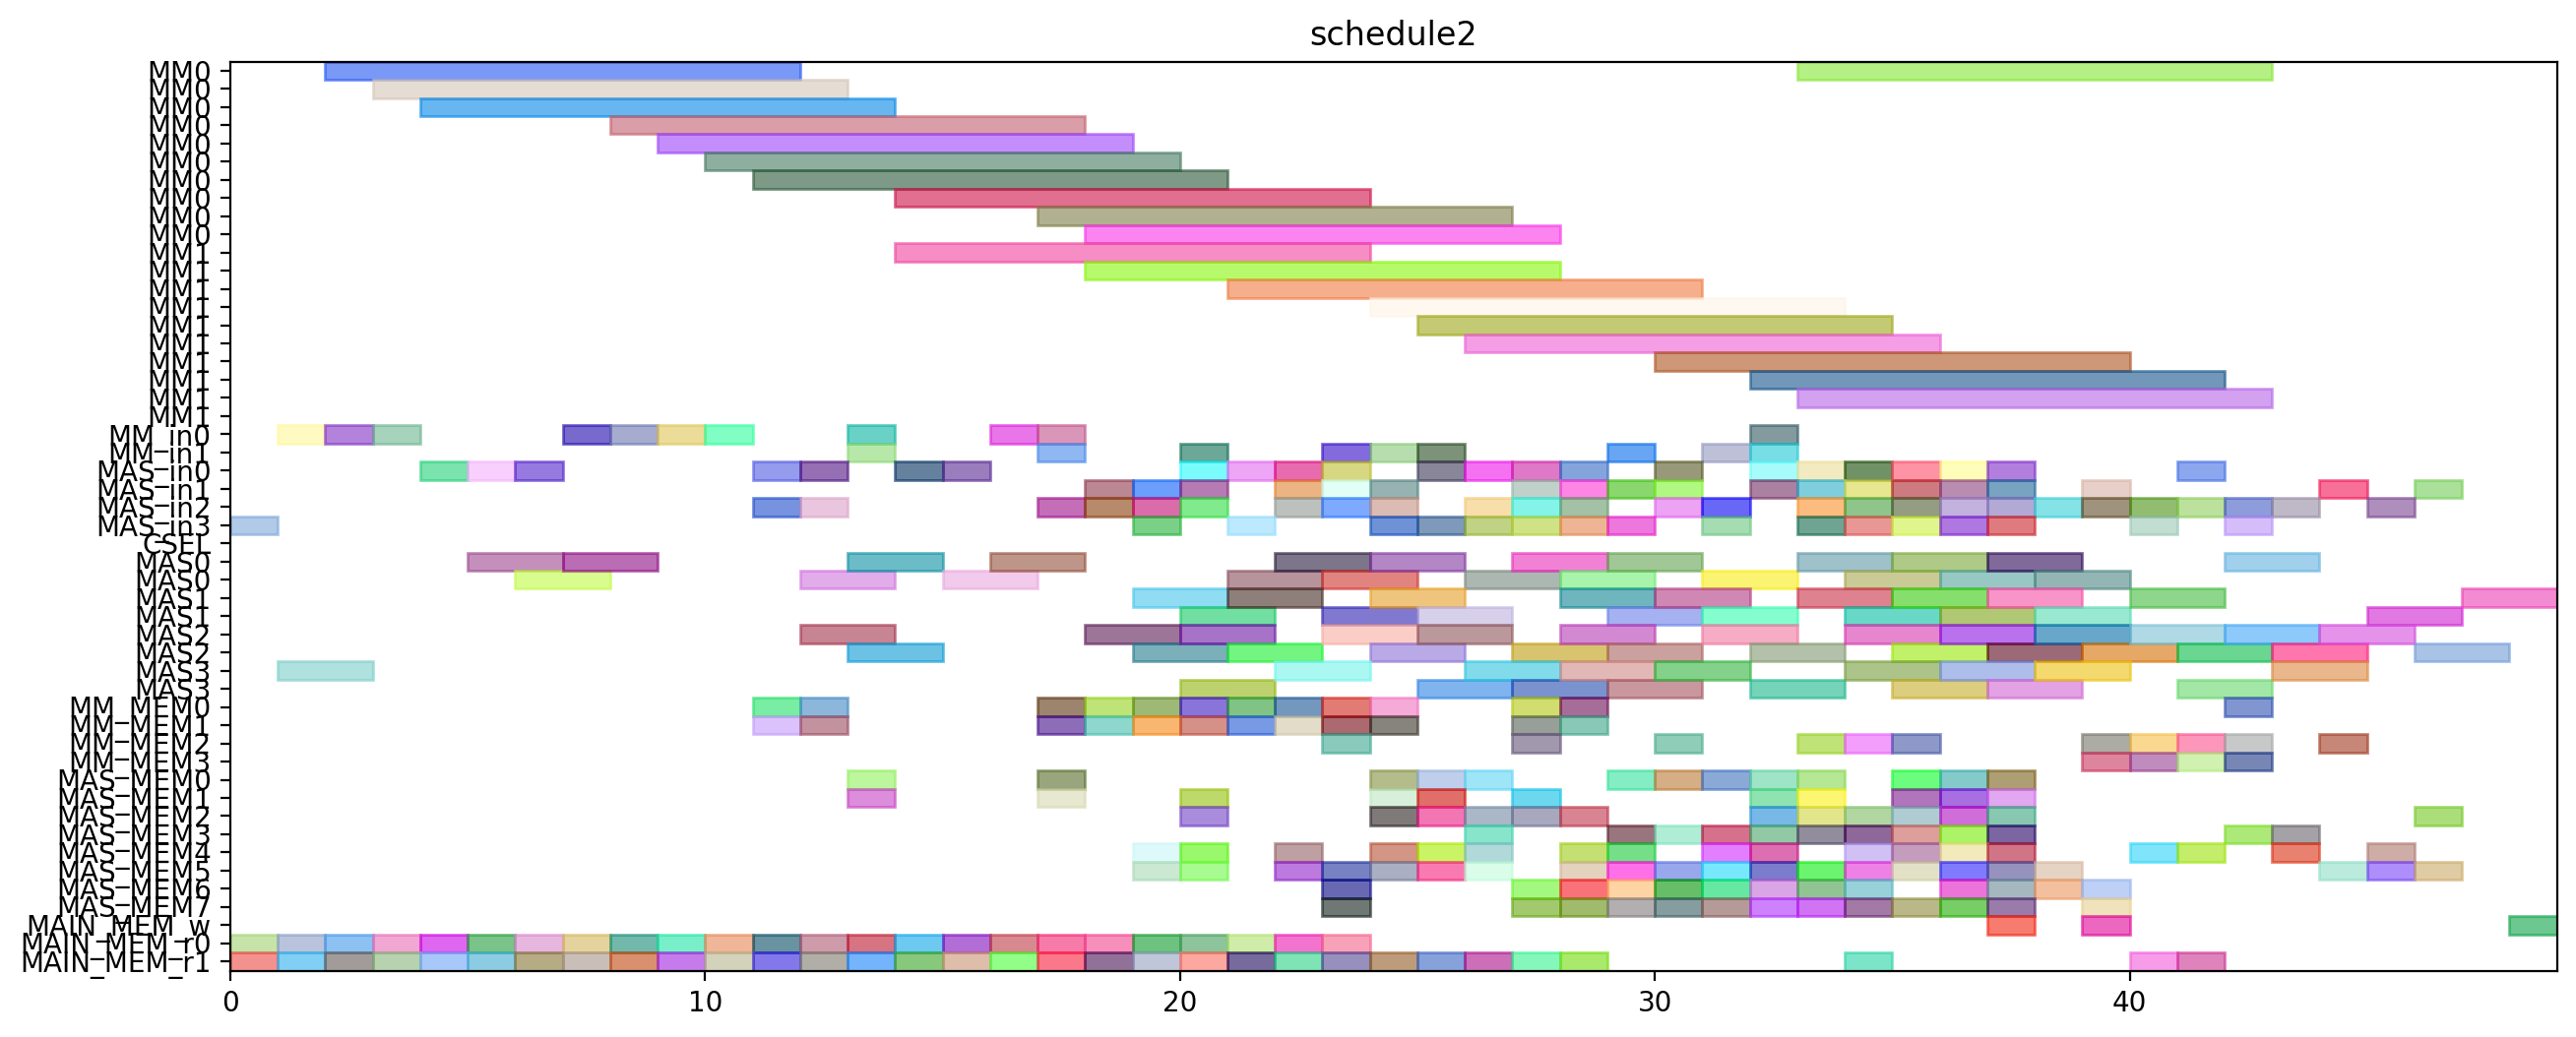 schedule2
MM0
MM0
MM0
MM0
MM0
MM0
MM0
MM0
MM0
MM0
MM1
MM1
MM1
MM1
MM1
MM1
MM1
MM1
MM1
MM1
MM_in0
MM_in1
MAS_in0
MAS_in1
MAS_in2
MAS_in3
CSEL
MAS0
MAS0
MAS1
MAS1
MAS2
MAS2
MAS3
MAS3
MM_MEM0
MM_MEM1
MM_MEM2
MM_MEM3
MAS_MEM0
MAS_MEM1
MAS_MEM2
MAS_MEM3
MAS_MEM4
MAS_MEM5
MAS_MEM6
MAS_MEM7
MAIN_MEM_w
MAIN_MEM_r0
MAIN_MEM_r1
0 10 20 30 40